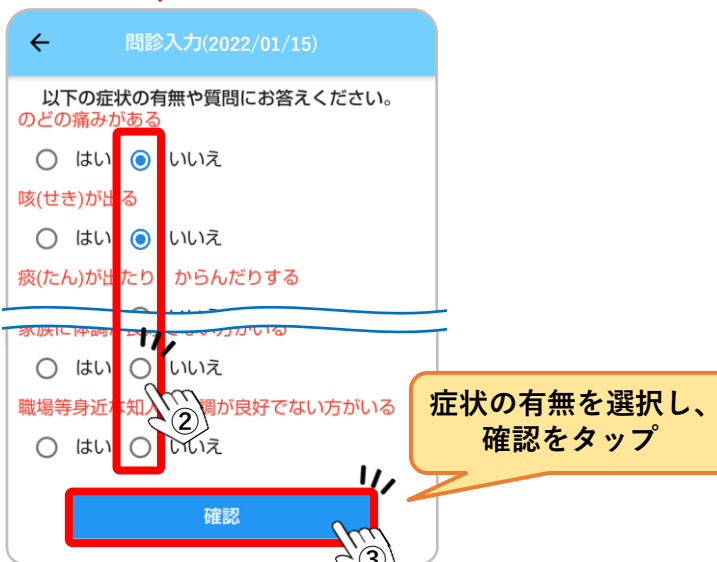 問診入力(2022/01/15)
以下の症状の有無や質問にお答えください。
のどの痛みがある
はい いいえ
咳(せき)が出る
はい いいえ
痰(たん)が出たり からんだりする
はい いいえ
職場等身近な知人 調が良好でない方がいる
②
はい いいえ
症状の有無を選択し、
確認をタップ
確認
③